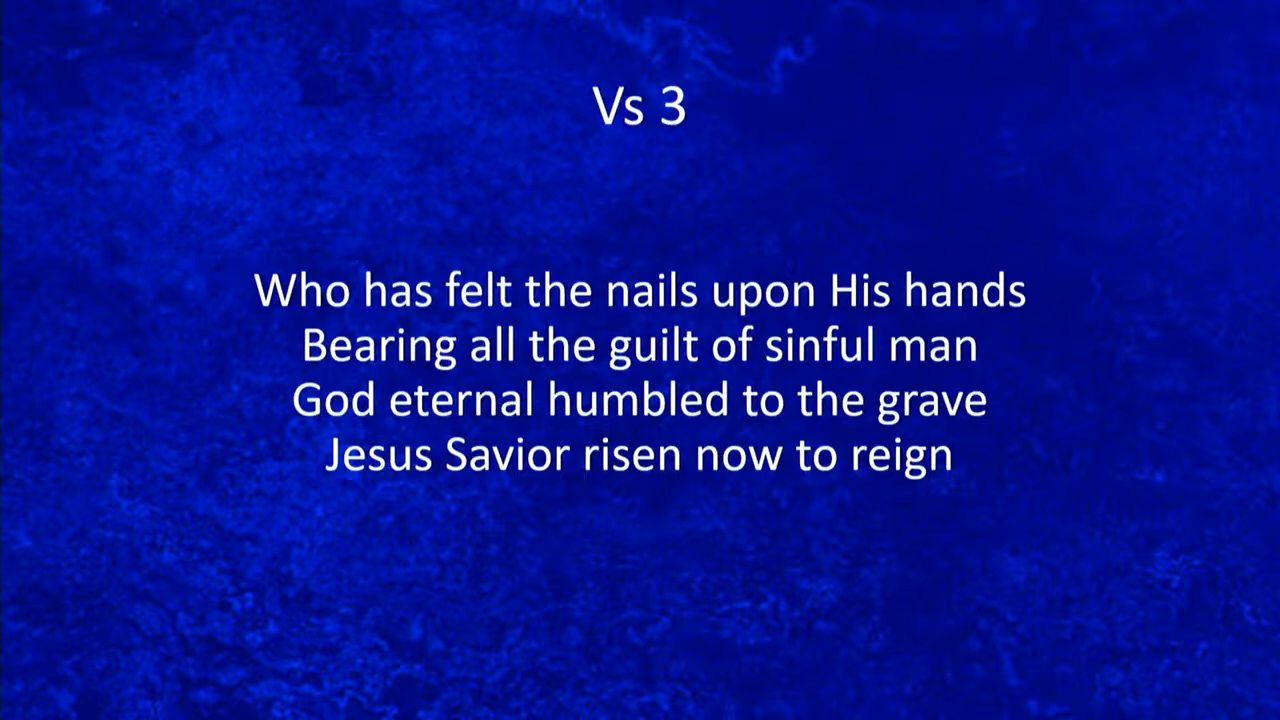 Vs 3
Who has felt the nails upon His hands
Bearing all the guilt of sinful man
God eternal humbled to the grave
Jesus Savior risen now to reign